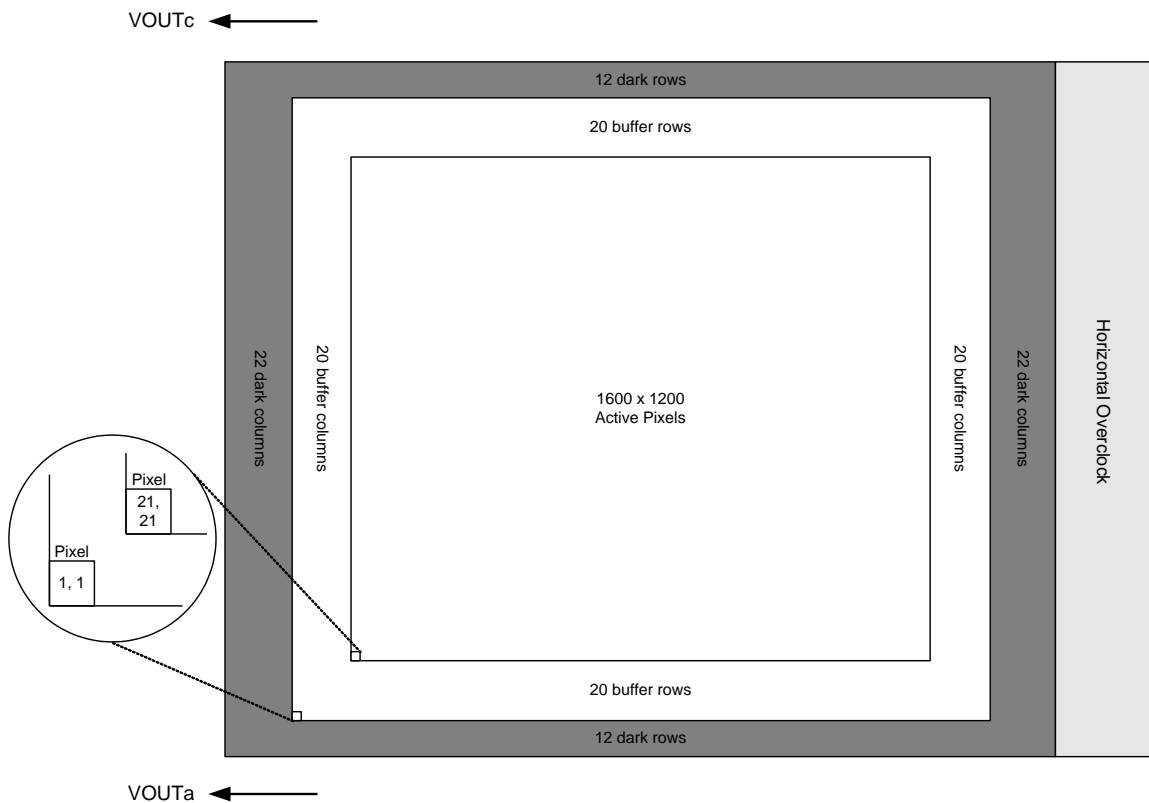 VOUTc
12 dark rows
20 buffer rows
22 dark columns
20 buffer columns
1600 x 1200
Active Pixels
20 buffer columns
22 dark columns
Horizontal Overclock
Pixel
21,
21
Pixel
1, 1
20 buffer rows
12 dark rows
VOUTa